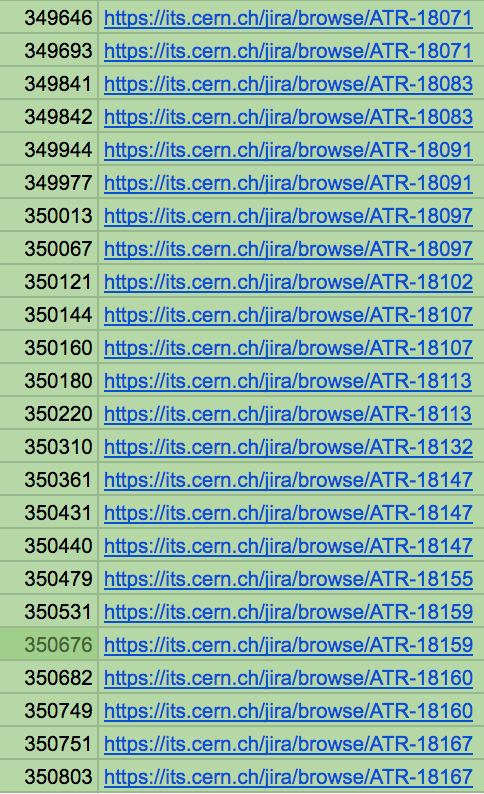 349646 https://its.cern.ch/jira/browse/ATR-18071
349693 https://its.cern.ch/jira/browse/ATR-18071
349841 https://its.cern.ch/jira/browse/ATR-18083
349842 https://its.cern.ch/jira/browse/ATR-18083
349944 https://its.cern.ch/jira/browse/ATR-18091
349977 https://its.cern.ch/jira/browse/ATR-18091
350013 https://its.cern.ch/jira/browse/ATR-18097
350067 https://its.cern.ch/jira/browse/ATR-18097
350121 https://its.cern.ch/jira/browse/ATR-18102
350144 https://its.cern.ch/jira/browse/ATR-18107
350160 https://its.cern.ch/jira/browse/ATR-18107
350180 https://its.cern.ch/jira/browse/ATR-18113
350220 https://its.cern.ch/jira/browse/ATR-18113
350310 https://its.cern.ch/jira/browse/ATR-18132
350361 https://its.cern.ch/jira/browse/ATR-18147
350431 https://its.cern.ch/jira/browse/ATR-18147
350440 https://its.cern.ch/jira/browse/ATR-18147
350479 https://its.cern.ch/jira/browse/ATR-18155
350531 https://its.cern.ch/jira/browse/ATR-18159
350676 https://its.cern.ch/jira/browse/ATR-18159
350682 https://its.cern.ch/jira/browse/ATR-18160
350749 https://its.cern.ch/jira/browse/ATR-18160
350751 https://its.cern.ch/jira/browse/ATR-18167
350803 https://its.cern.ch/jira/browse/ATR-18167